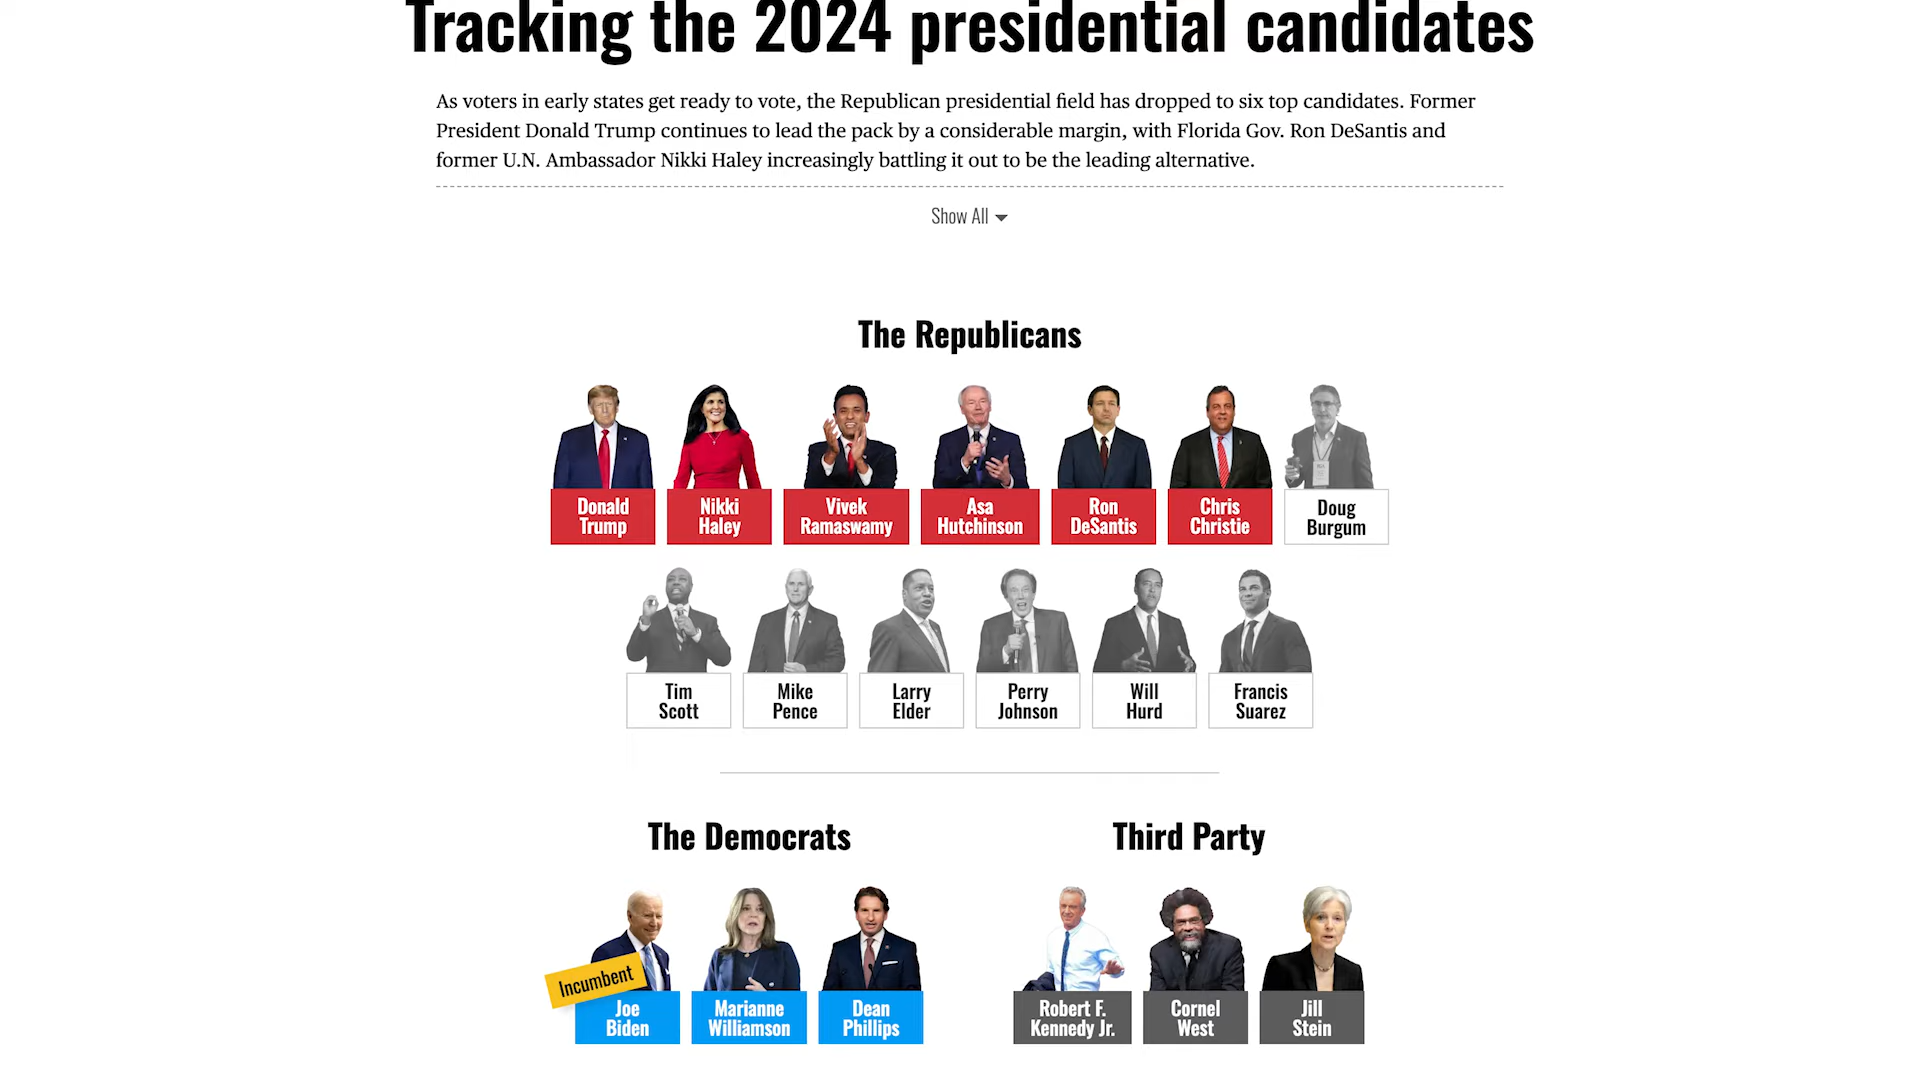 Tracking the 2024 presidential candidates
As voters in early states get ready to vote, the Republican presidential field has dropped to six top candidates. Former
President Donald Trump continues to lead the pack by a considerable margin, with Florida Gov. Ron DeSantis and
former U.N. Ambassador Nikki Haley increasingly battling it out to be the leading alternative.
Show All
The Republicans
Donald
Trump
Nikki
Haley
Vivek
Ramaswamy
Asa
Hutchinson
Ron
DeSantis
Chris
Christie
Doug
Burgum
Tim
Scott
Mike
Pence
Larry
Elder
Perry
Johnson
Will
Hurd
Francis
Suarez
The Democrats
Incumbent
Joe
Biden
Marianne
Williamson
Dean
Phillips
Third Party
Robert F.
Kennedy Jr.
Cornel
West
Jill
Stein